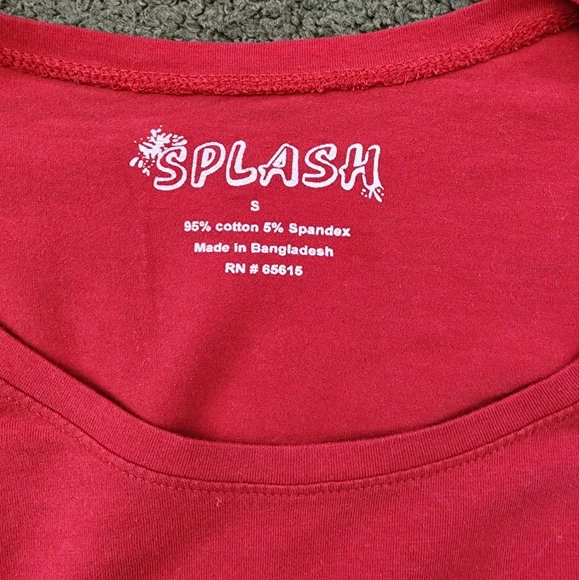 SPLASH
S
95% cotton 5% Spandex
Made in Bangladesh
RN # 65615